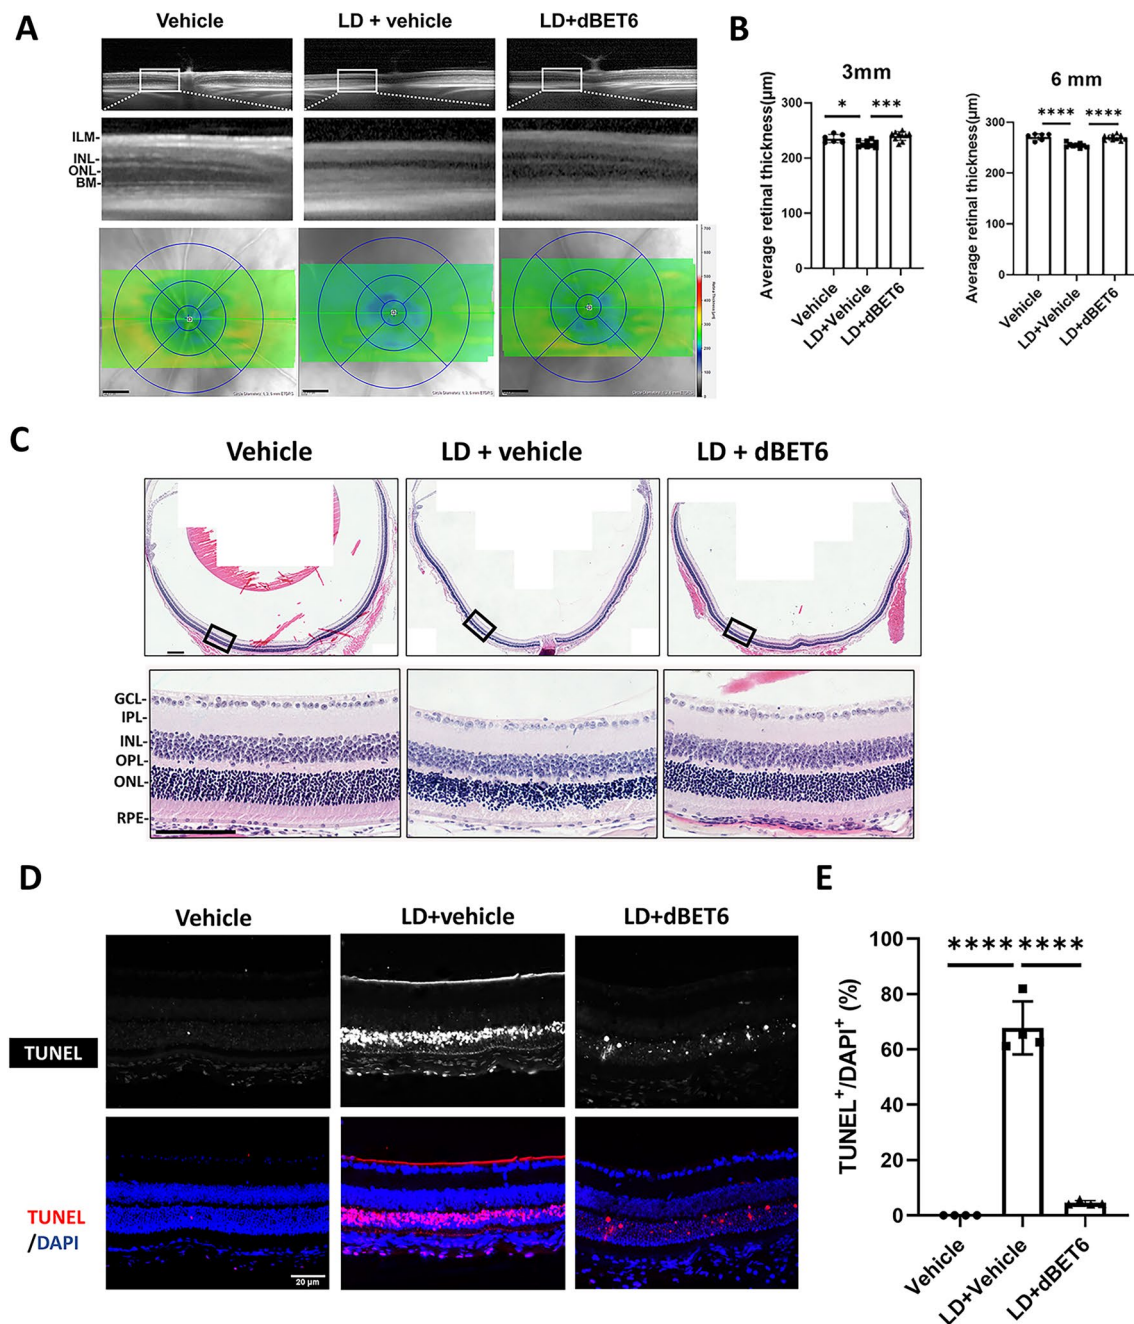 A
Vehicle
LD + vehicle
LD+dBET6
ILM-
INL-
ONL-
BM-
B
3mm
Average retinal thickness(µm)
300
200
100
0
* ***
Vehicle
LD+Vehicle
LD+dBET6
6 mm
Average retinal thickness(µm)
300
200
100
0
**** ****
Vehicle
LD+Vehicle
LD+dBET6
C
Vehicle
LD + vehicle
LD + dBET6
GCL-
IPL-
INL-
OPL-
ONL-
RPE-
D
Vehicle
LD+vehicle
LD+dBET6
TUNEL
TUNEL
/DAPI
20 µm
E
TUNEL⁺/DAPI⁺ (%)
100
80
60
40
20
0
**** ****
Vehicle
LD+Vehicle
LD+dBET6